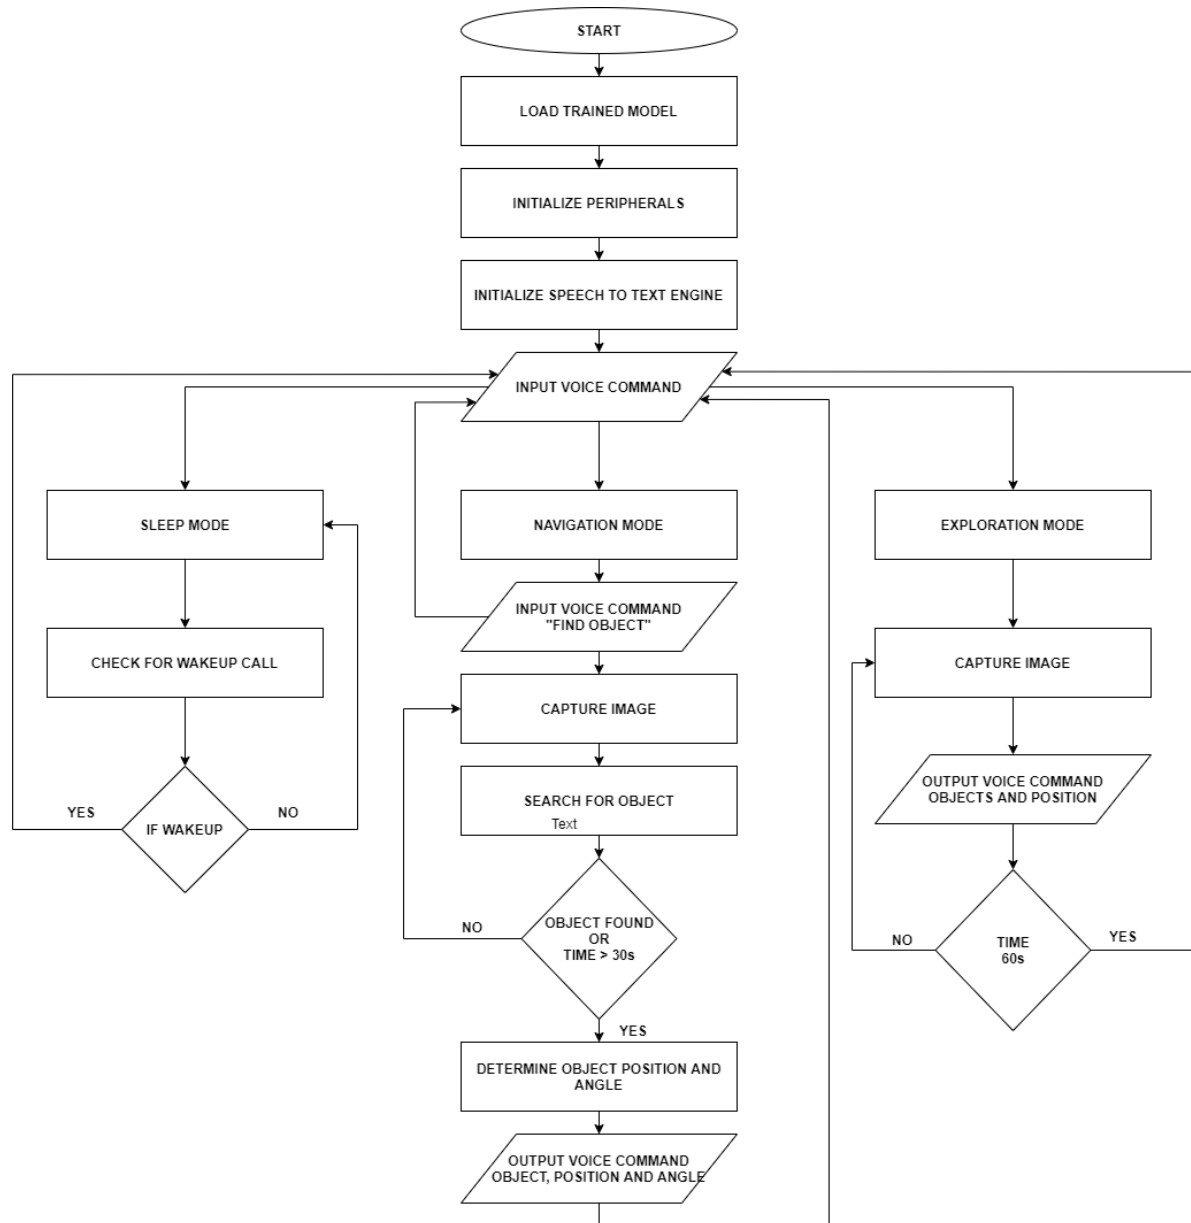 START
LOAD TRAINED MODEL
INITIALIZE PERIPHERALS
INITIALIZE SPEECH TO TEXT ENGINE
INPUT VOICE COMMAND
SLEEP MODE
CHECK FOR WAKEUP CALL
IF WAKEUP
YES
NO
NAVIGATION MODE
INPUT VOICE COMMAND
"FIND OBJECT"
CAPTURE IMAGE
SEARCH FOR OBJECT
Text
OBJECT FOUND
OR
TIME > 30s
NO
YES
DETERMINE OBJECT POSITION AND
ANGLE
OUTPUT VOICE COMMAND
OBJECT, POSITION AND ANGLE
EXPLORATION MODE
CAPTURE IMAGE
OUTPUT VOICE COMMAND
OBJECTS AND POSITION
TIME
60s
NO
YES